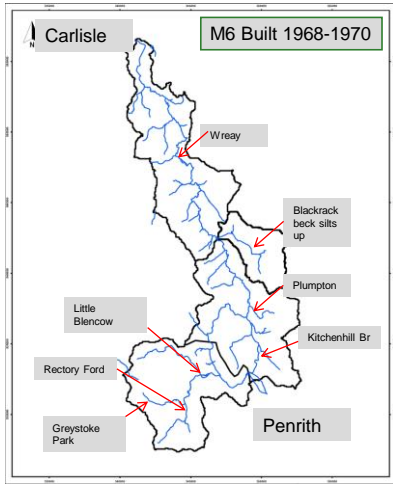 Carlisle
M6 Built 1968-1970
N
Wreay
Blackrack
beck silts
up
Plumpton
Little
Blencow
Kitchenhill Br
Rectory Ford
Greystoke
Park
Penrith